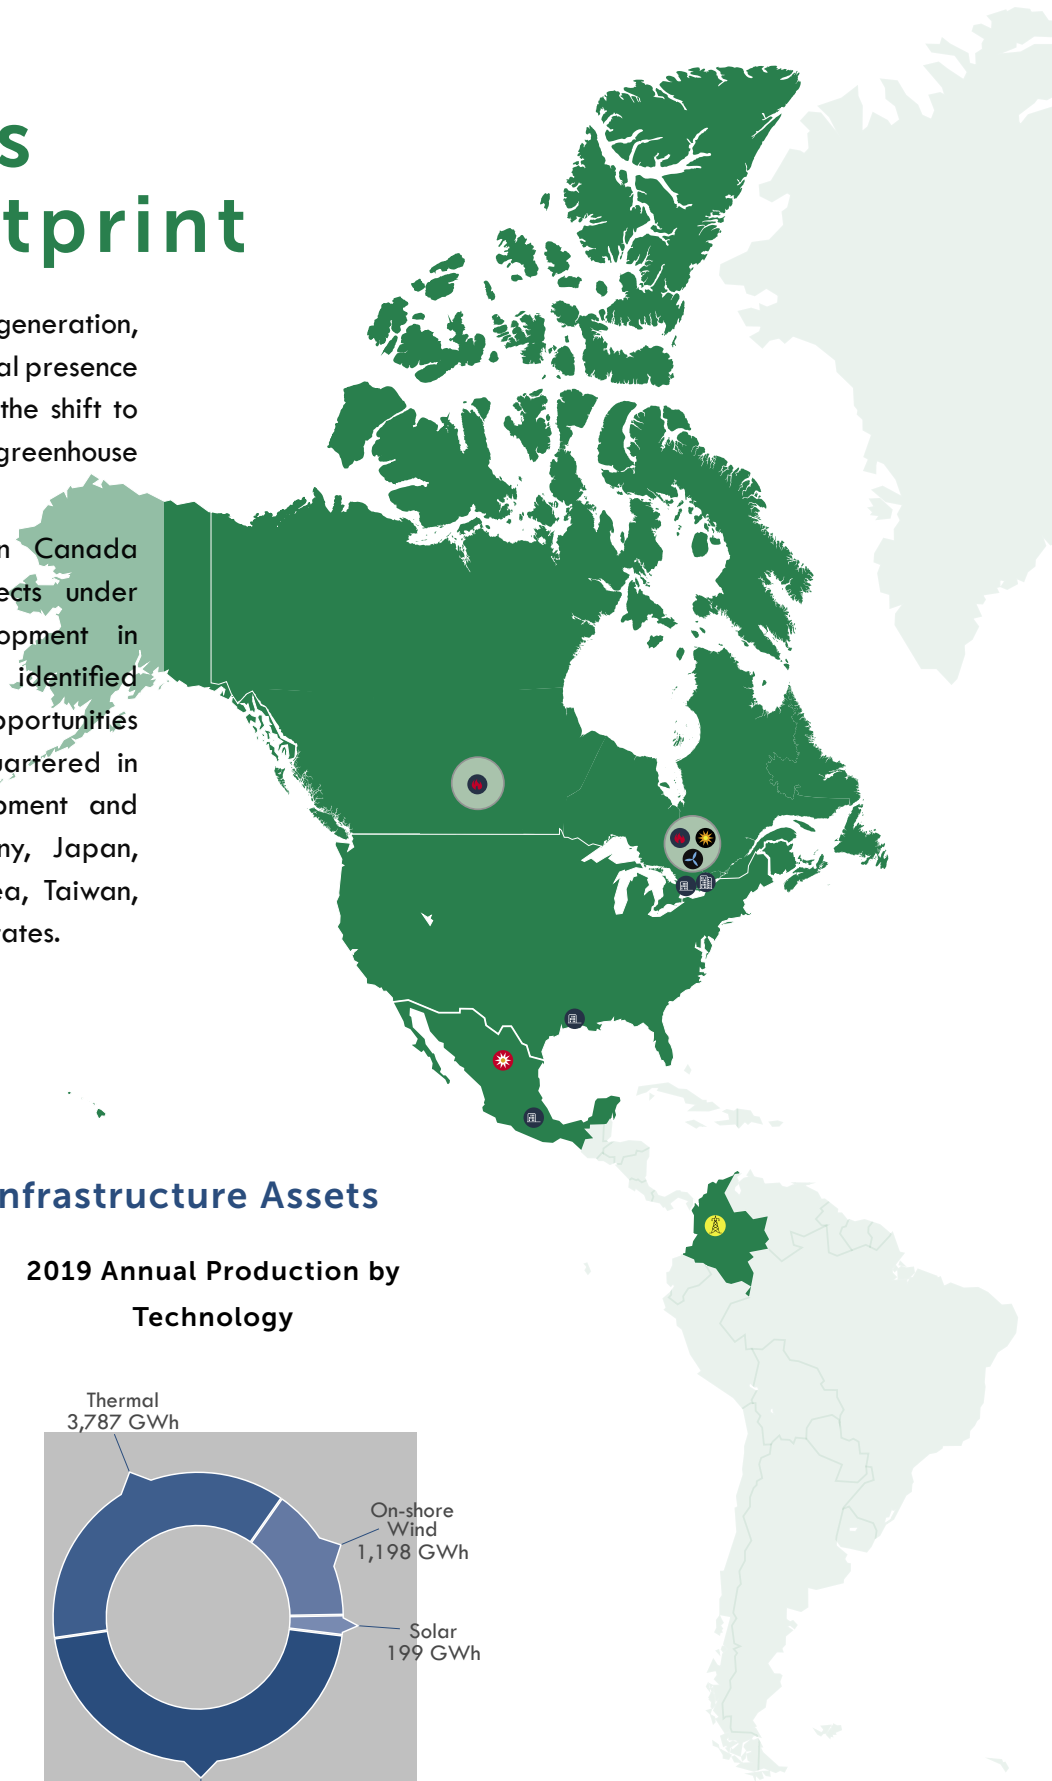 s
tprint
generation,
al presence
the shift to
greenhouse
n Canada
ects under
opment in
identified
pportunities
uartered in
pment and
ny, Japan,
ea, Taiwan,
tates.
nfrastructure Assets
2019 Annual Production by
Technology
Thermal
3,787 GWh
On-shore
Wind
1,198 GWh
Solar
199 GWh